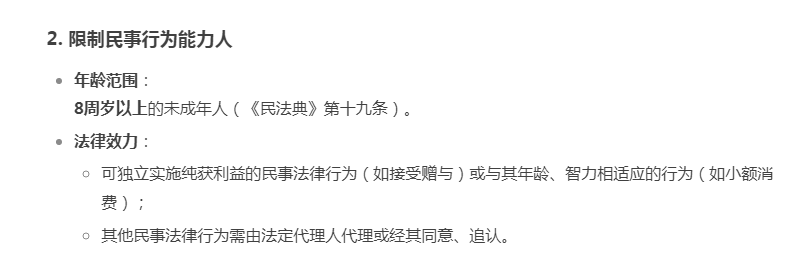 2. 限制民事行为能力人
年龄范围：
8周岁以上的未成年人（《民法典》第十九条）。
法律效力：
可独立实施纯获利益的民事法律行为（如接受赠与）或与其年龄、智力相适应的行为（如小额消
费）；
其他民事法律行为需由法定代理人代理或经其同意、追认。